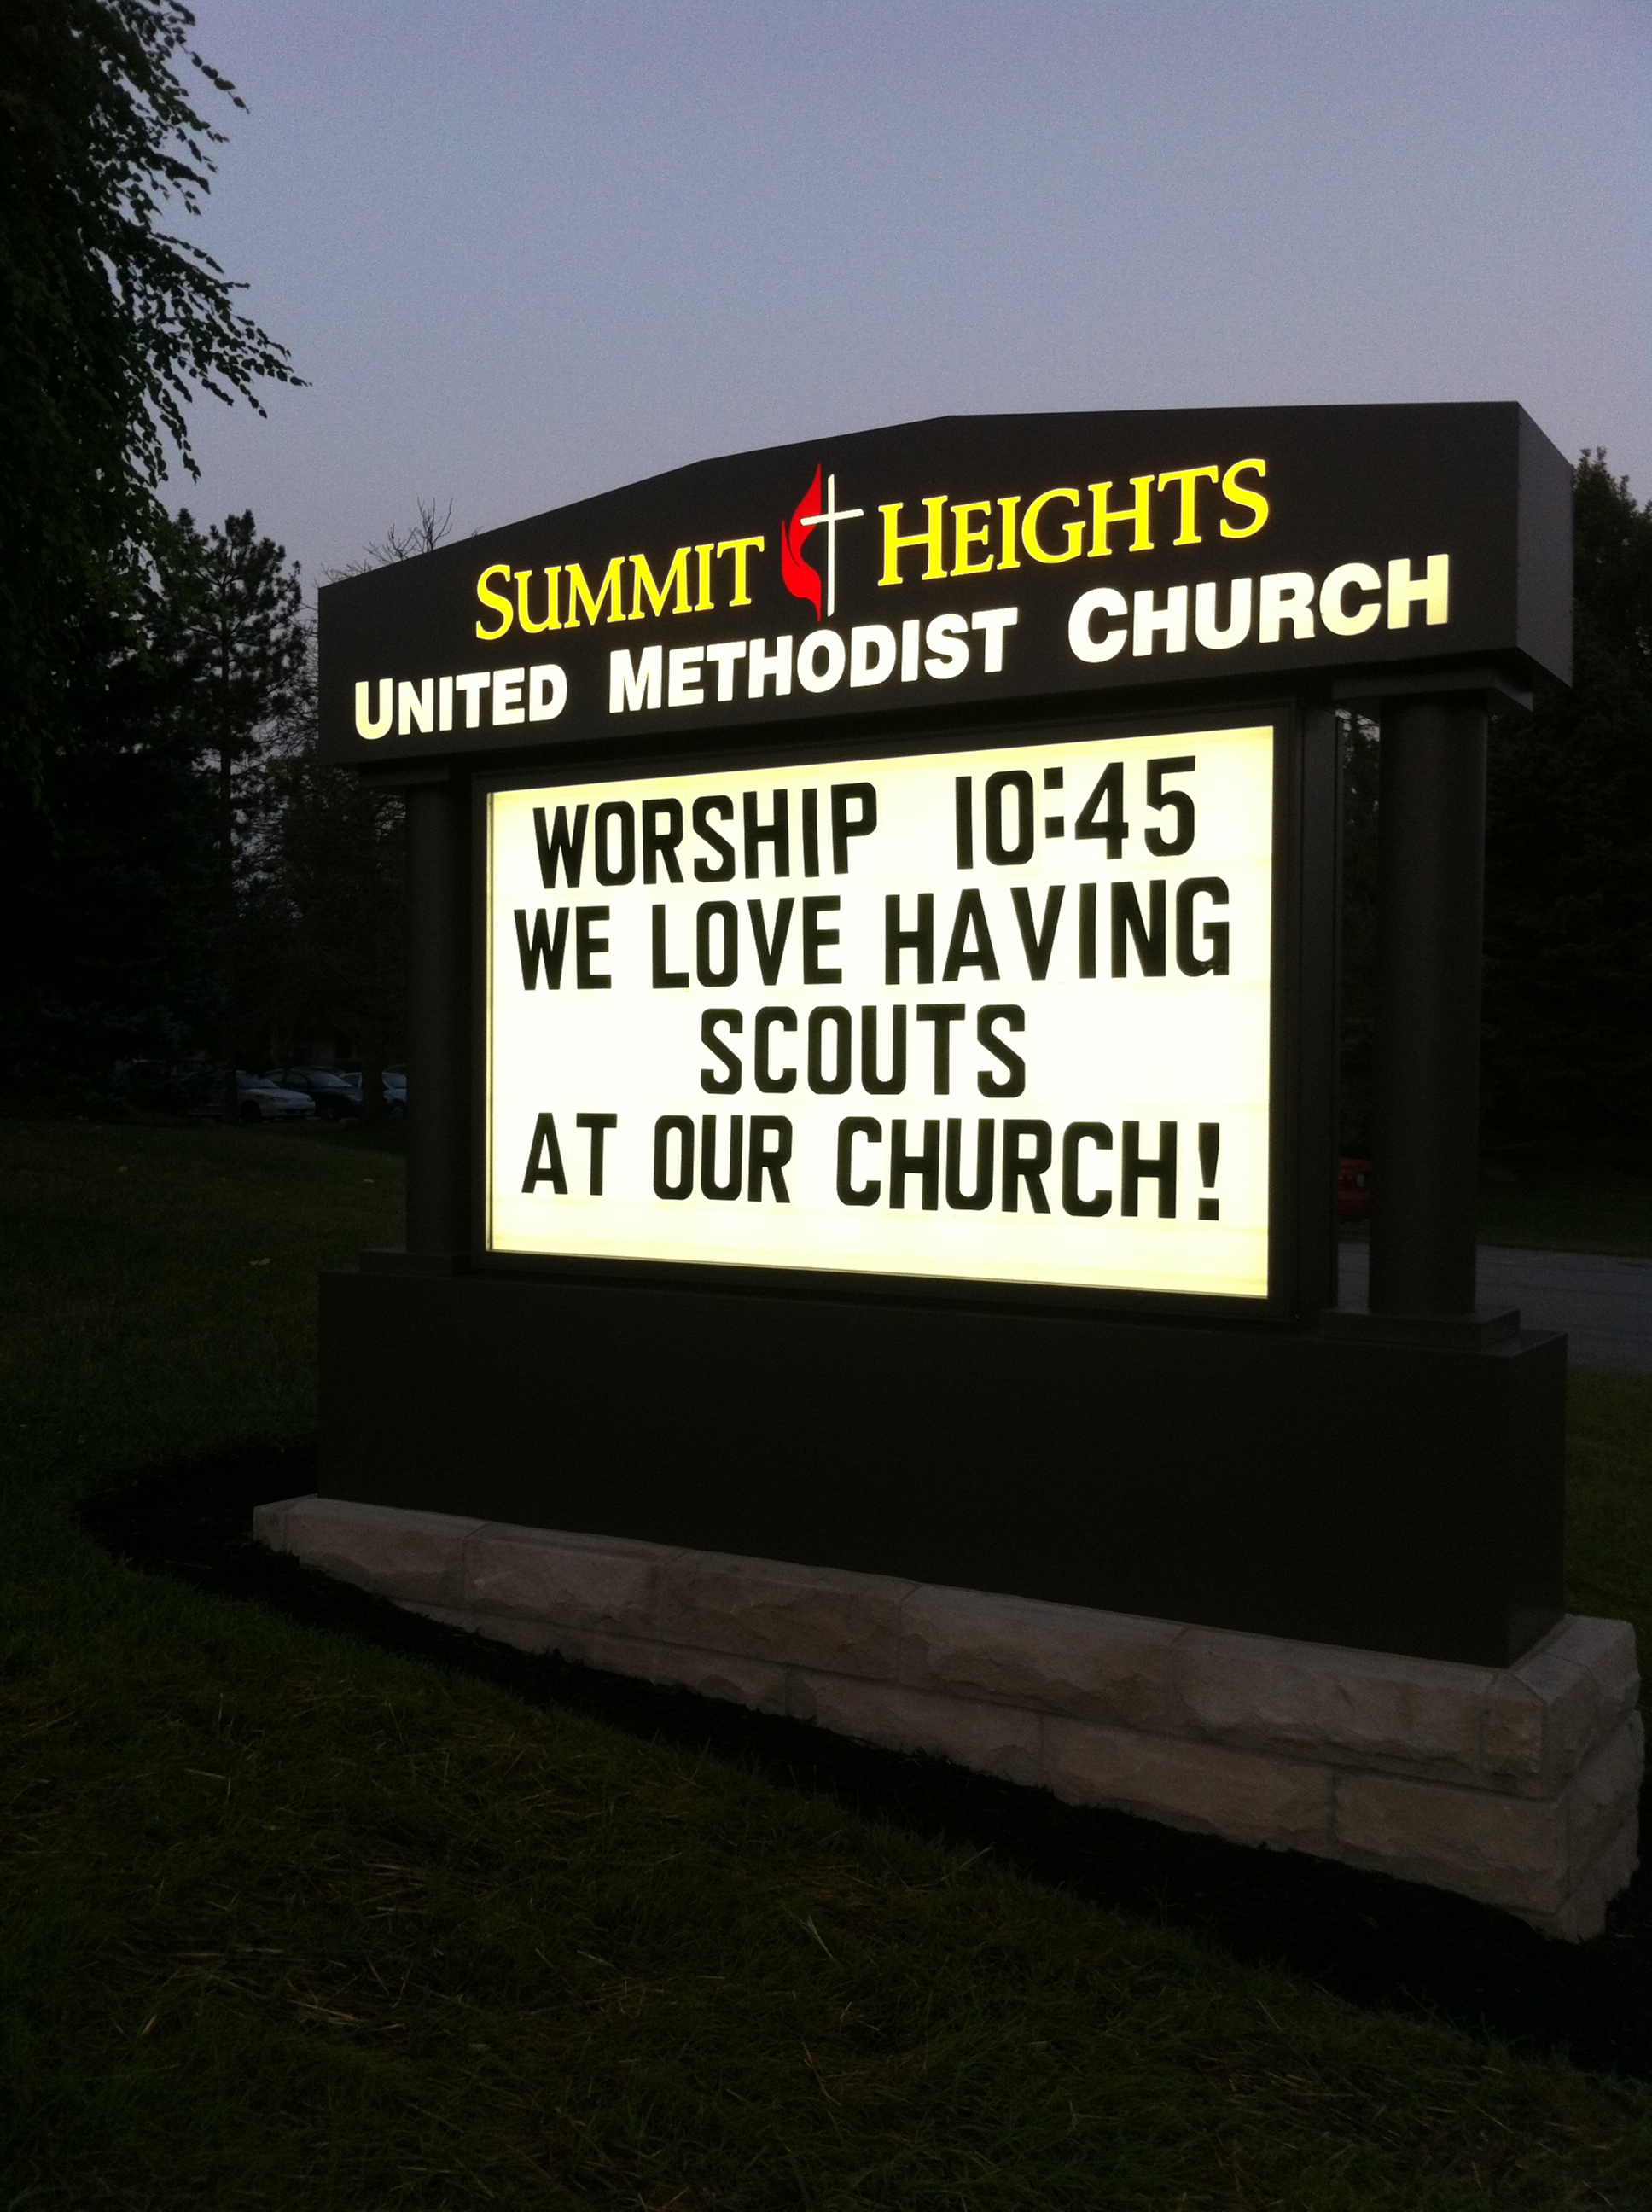 SUMMIT HEIGHTS
UNITED METHODIST CHURCH
WORSHIP 10:45
WE LOVE HAVING
SCOUTS
AT OUR CHURCH!